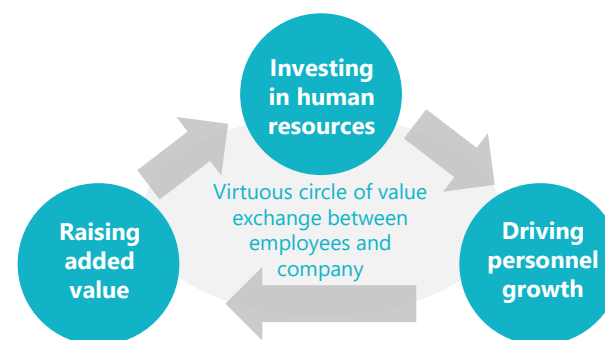 Investing
in human
resources
Virtuous circle of value
exchange between
employees and
company
Raising
added
value
Driving
personnel
growth